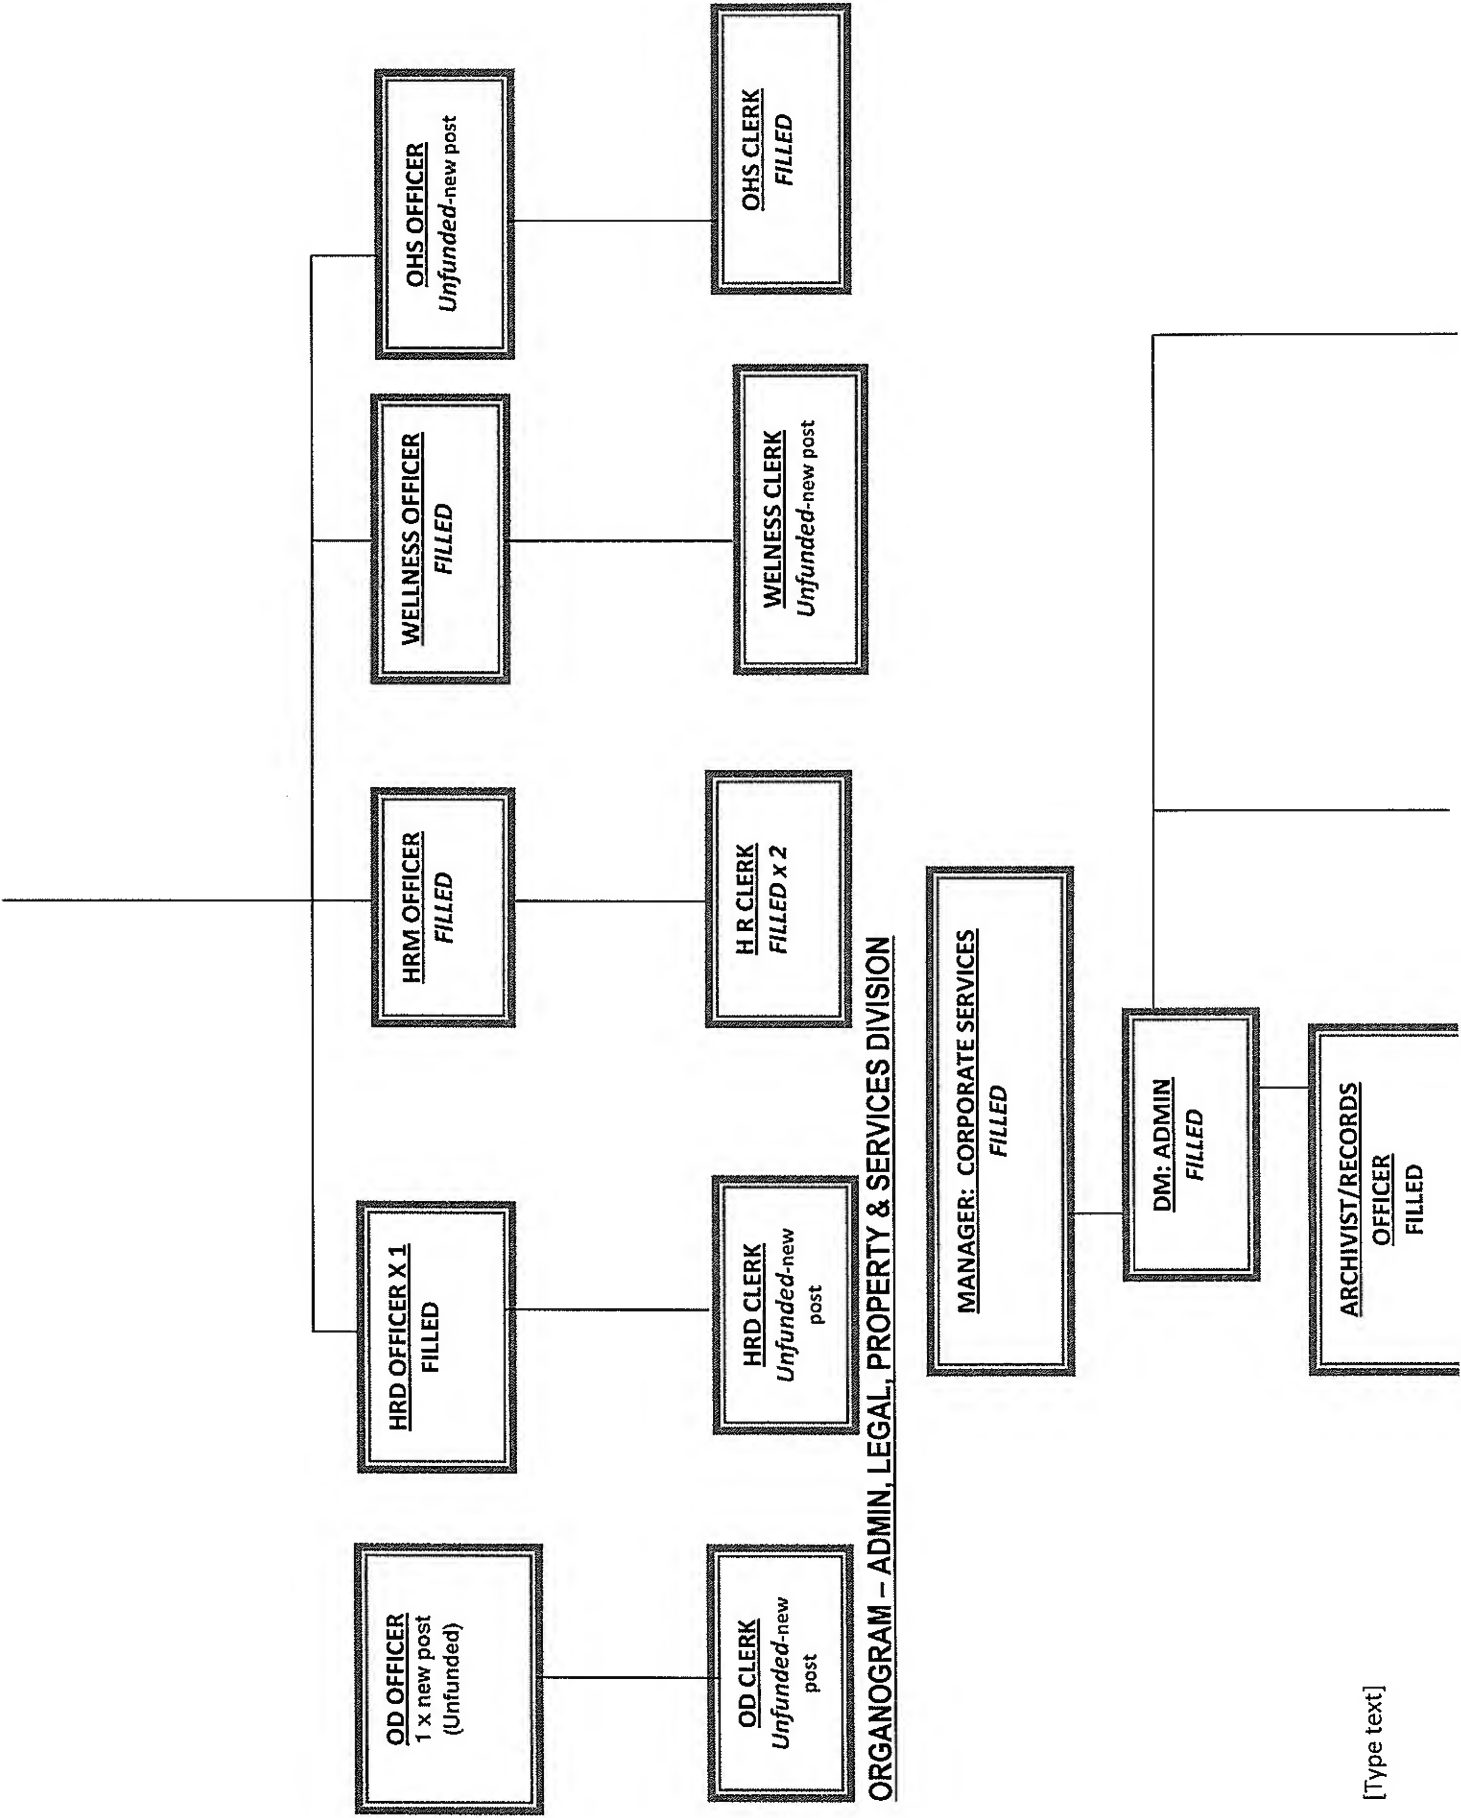 OD OFFICER
1 x new post
(Unfunded)
HRD OFFICER X 1
FILLED
HRM OFFICER
FILLED
WELLNESS OFFICER
FILLED
OHS OFFICER
Unfunded-new post
OD CLERK
Unfunded-new
post
HRD CLERK
Unfunded-new
post
H R CLERK
FILLED x 2
WELNESS CLERK
Unfunded-new post
OHS CLERK
FILLED
ORGANOGRAM – ADMIN, LEGAL, PROPERTY & SERVICES DIVISION
MANAGER: CORPORATE SERVICES
FILLED
DM: ADMIN
FILLED
ARCHIVIST/RECORDS
OFFICER
FILLED
[Type text]